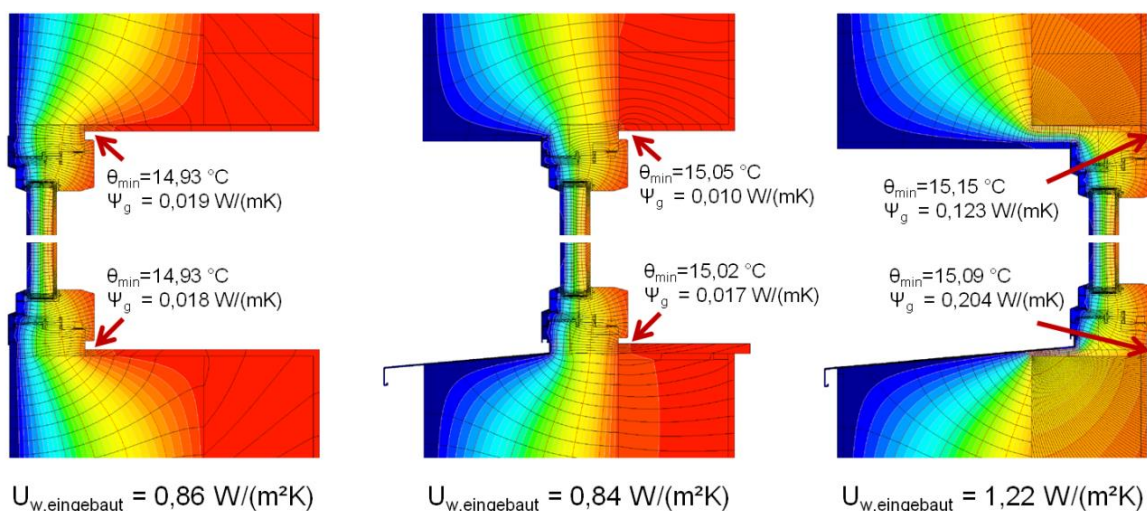 θmin=14,93 °C
Ψg = 0,019 W/(mK)
θmin=14,93 °C
Ψg = 0,018 W/(mK)
Uw,eingebaut = 0,86 W/(m²K)
θmin=15,05 °C
Ψg = 0,010 W/(mK)
θmin=15,02 °C
Ψg = 0,017 W/(mK)
Uw,eingebaut = 0,84 W/(m²K)
θmin=15,15 °C
Ψg = 0,123 W/(mK)
θmin=15,09 °C
Ψg = 0,204 W/(mK)
Uw,eingebaut = 1,22 W/(m²K)